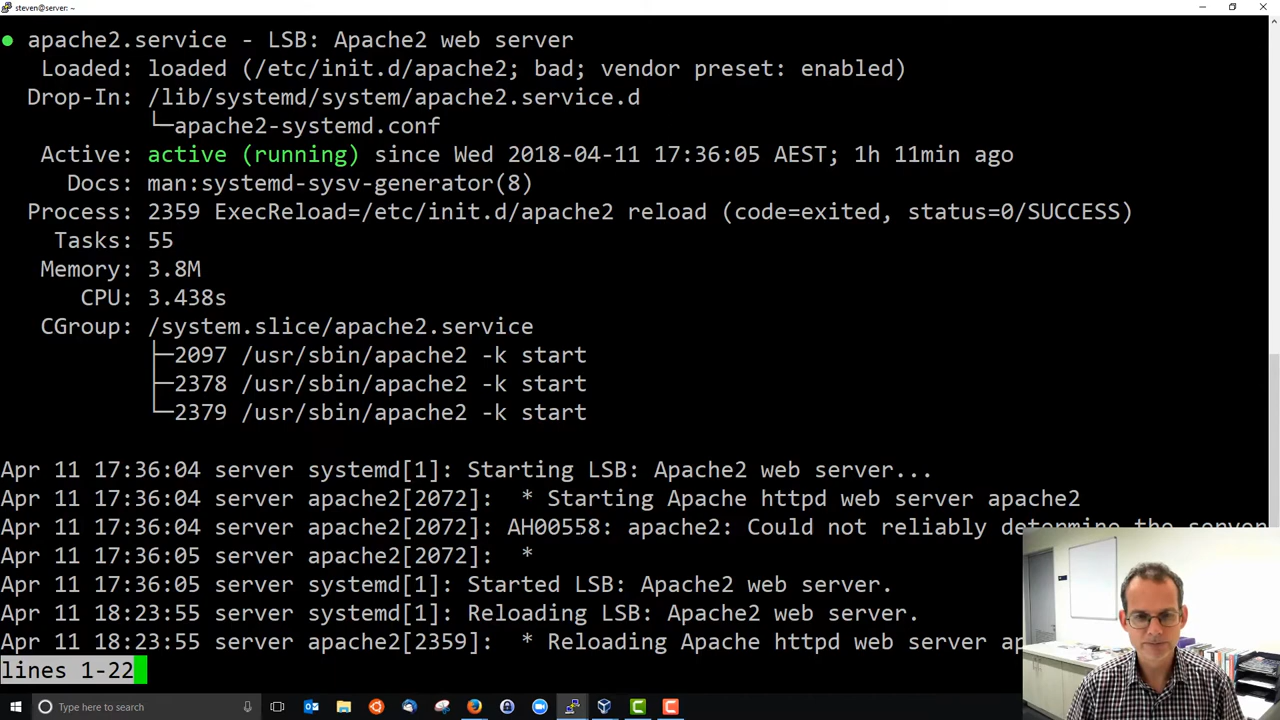 steven@server: ~
● apache2.service - LSB: Apache2 web server
Loaded: loaded (/etc/init.d/apache2; bad; vendor preset: enabled)
Drop-In: /lib/systemd/system/apache2.service.d
└─apache2-systemd.conf
Active: active (running) since Wed 2018-04-11 17:36:05 AEST; 1h 11min ago
Docs: man:systemd-sysv-generator(8)
Process: 2359 ExecReload=/etc/init.d/apache2 reload (code=exited, status=0/SUCCESS)
Tasks: 55
Memory: 3.8M
CPU: 3.438s
CGroup: /system.slice/apache2.service
├─2097 /usr/sbin/apache2 -k start
├─2378 /usr/sbin/apache2 -k start
└─2379 /usr/sbin/apache2 -k start
Apr 11 17:36:04 server systemd[1]: Starting LSB: Apache2 web server...
Apr 11 17:36:04 server apache2[2072]:  * Starting Apache httpd web server apache2
Apr 11 17:36:04 server apache2[2072]: AH00558: apache2: Could not reliably determine the server
Apr 11 17:36:05 server apache2[2072]:  *
Apr 11 17:36:05 server systemd[1]: Started LSB: Apache2 web server.
Apr 11 18:23:55 server systemd[1]: Reloading LSB: Apache2 web server.
Apr 11 18:23:55 server apache2[2359]:  * Reloading Apache httpd web server
lines 1-22
Type here to search